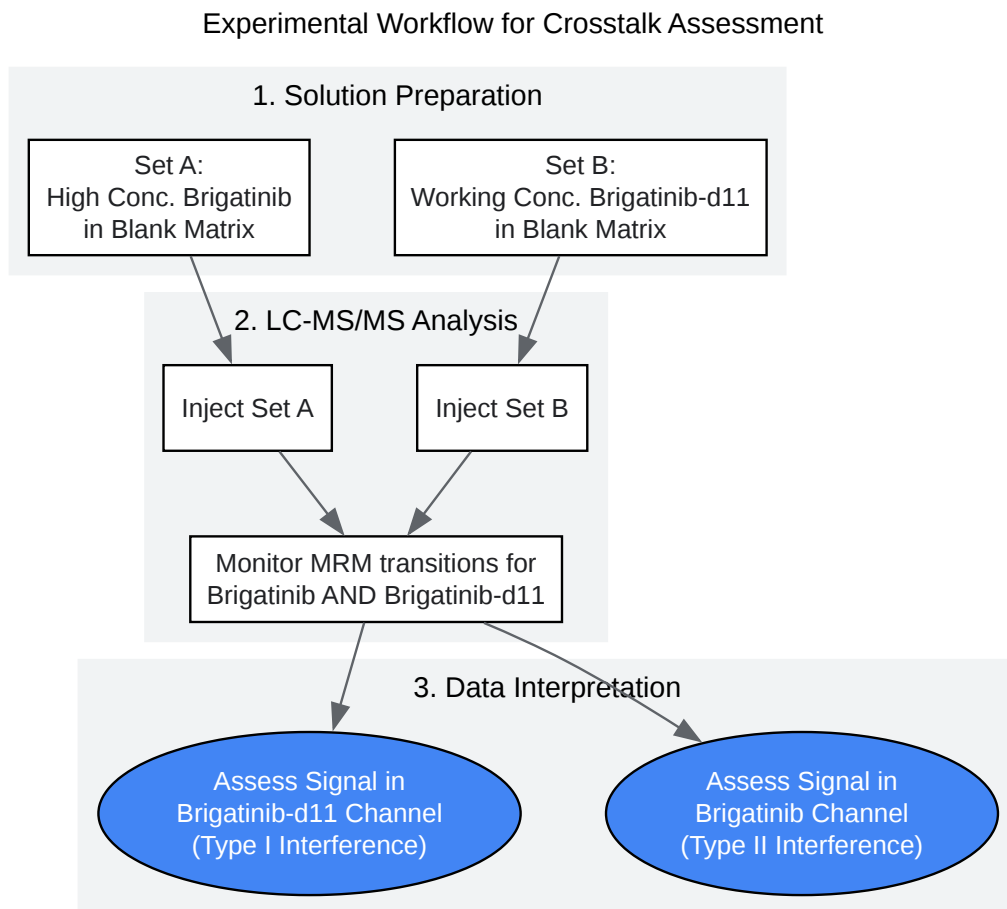 Experimental Workflow for Crosstalk Assessment
1. Solution Preparation
Set A:
High Conc. Brigatinib
in Blank Matrix
Set B:
Working Conc. Brigatinib-d11
in Blank Matrix
2. LC-MS/MS Analysis
Inject Set A
Inject Set B
Monitor MRM transitions for
Brigatinib AND Brigatinib-d11
3. Data Interpretation
Assess Signal in
Brigatinib-d11 Channel
(Type I Interference)
Assess Signal in
Brigatinib Channel
(Type II Interference)